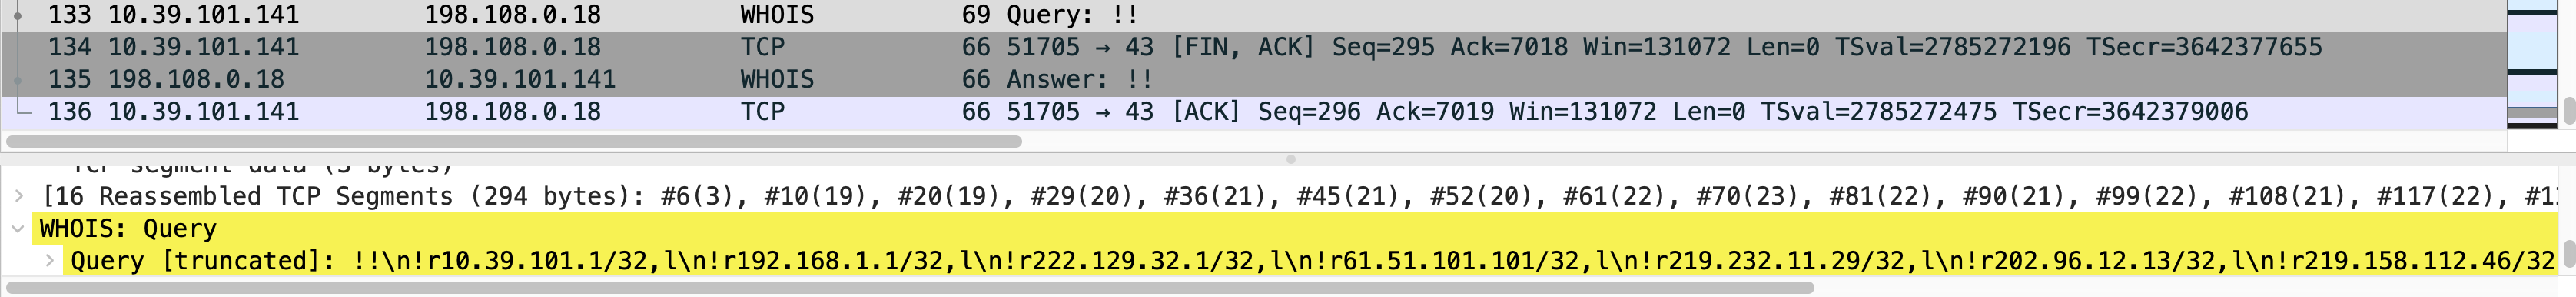 133 10.39.101.141 198.108.0.18 WHOIS 69 Query: !!
134 10.39.101.141 198.108.0.18 TCP 66 51705 → 43 [FIN, ACK] Seq=295 Ack=7018 Win=131072 Len=0 TSval=2785272196 TSecr=3642377655
135 198.108.0.18 10.39.101.141 WHOIS 66 Answer: !!
136 10.39.101.141 198.108.0.18 TCP 66 51705 → 43 [ACK] Seq=296 Ack=7019 Win=131072 Len=0 TSval=2785272475 TSecr=3642379006
TCP segment data (3 bytes)
[16 Reassembled TCP Segments (294 bytes): #6(3), #10(19), #20(19), #29(20), #36(21), #45(21), #52(20), #61(22), #70(23), #81(22), #90(21), #99(22), #108(21), #117(22),
WHOIS: Query
Query [truncated]: !!\n!r10.39.101.1/32,l\n!r192.168.1.1/32,l\n!r222.129.32.1/32,l\n!r61.51.101.101/32,l\n!r219.232.11.29/32,l\n!r202.96.12.13/32,l\n!r219.158.112.46/32